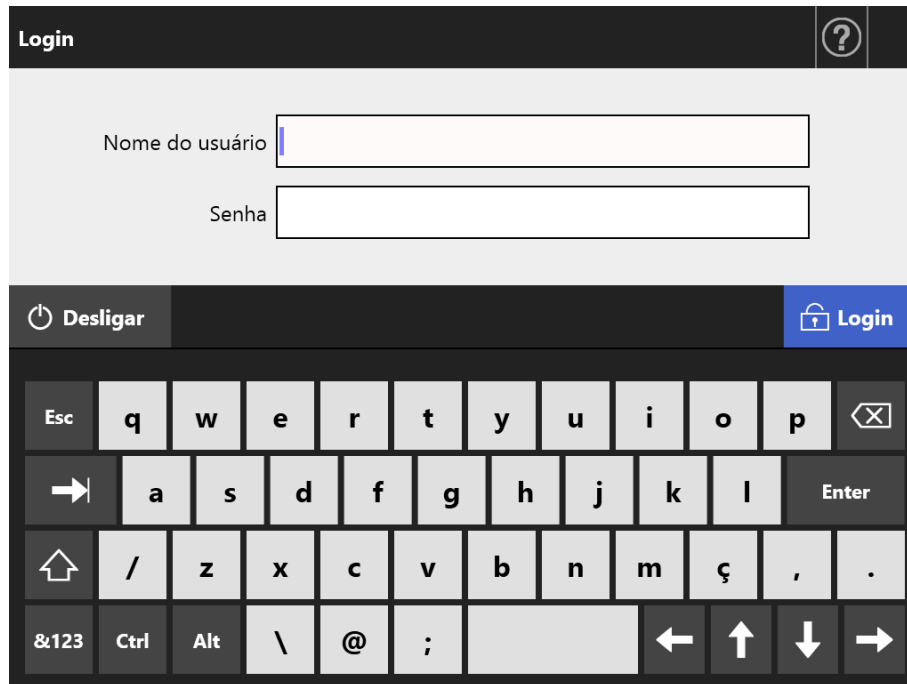 Login ?
Nome do usuário
Senha
Desligar Login
Esc q w e r t y u i o p
a s d f g h j k l Enter
/ z x c v b n m ç , .
&123 Ctrl Alt \ @ ;